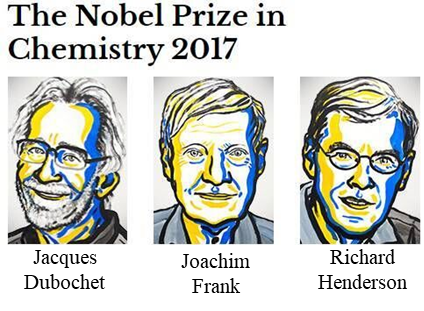 The Nobel Prize in
Chemistry 2017
Jacques
Dubochet
Joachim
Frank
Richard
Henderson